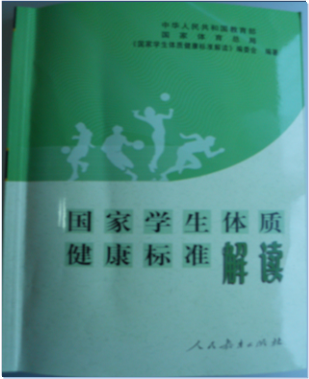 中华人民共和国教育部
国家体育总局
《国家学生体质健康标准解读》编委会 编著
国家学生体质
健康标准解读
人民教育出版社